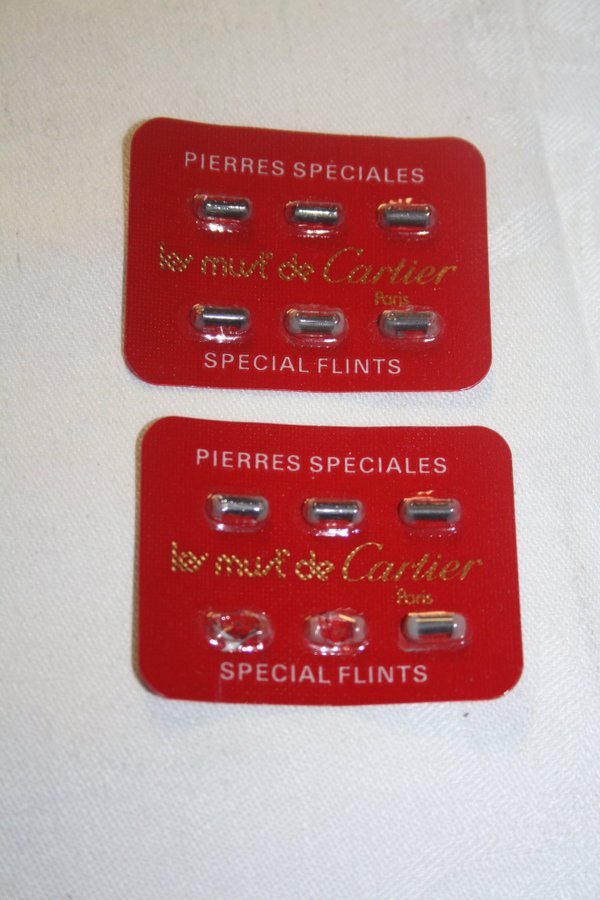 PIERRES SPÉCIALES
les must de Cartier
Paris
SPECIAL FLINTS
PIERRES SPÉCIALES
les must de Cartier
Paris
SPECIAL FLINTS